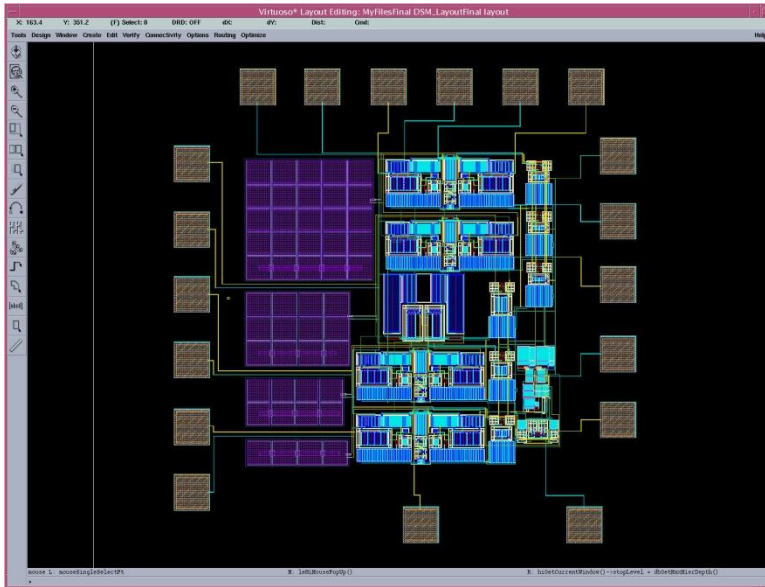 Virtuoso* Layout Editing: MyFilesFinal DSM_LayoutFinal layout
X: 163.4 Y: 351.2 (F) Select: 8 DRD: OFF dX: dY: Dist: Cmd:
Tools Design Window Create Edit Verify Connectivity Options Routing Optimize Help
[abcd]
mouse L: mouseSingleSelectPt M: leHiMousePopUp() R: hiGetCurrentWindow()->stopLevel +